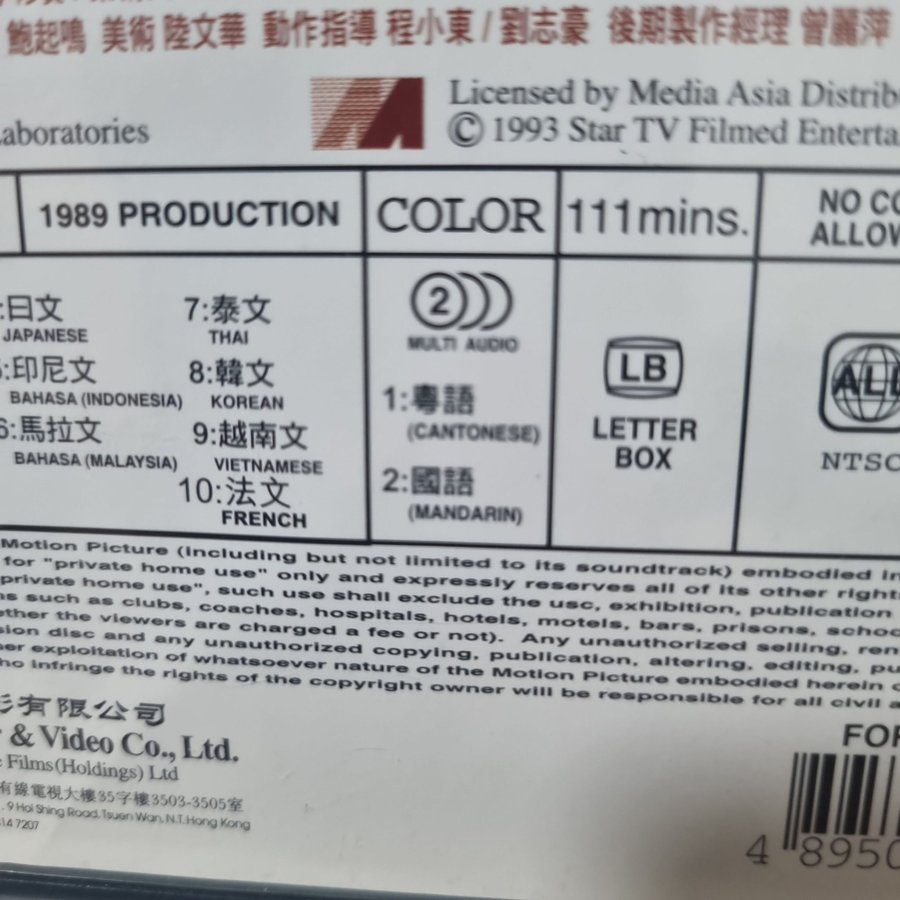 鮑起鳴 美術 陸文華 動作指導 程小東 / 劉志豪 後期製作經理 曾麗萍
Laboratories
Licensed by Media Asia Distrib
© 1993 Star TV Filmed Enterta
1989 PRODUCTION
COLOR
111mins.
NO CO
ALLOW
:日文
JAPANESE
:印尼文
BAHASA (INDONESIA)
6:馬拉文
BAHASA (MALAYSIA)
7:泰文
THAI
8:韓文
KOREAN
9:越南文
VIETNAMESE
10:法文
FRENCH
2
MULTI AUDIO
1:粵語
(CANTONESE)
2:國語
(MANDARIN)
LB
LETTER
BOX
ALL
NTSC
Motion Picture (including but not limited to its soundtrack) embodied in
for "private home use" only and expressly reserves all of its other right
private home use", such use shall exclude the usc, exhibition, publication
s such as clubs, coaches, hospitals, hotels, motels, bars, prisons, schoo
ether the viewers are charged a fee or not). Any unauthorized selling, ren
sion disc and any unauthorized copying, publication, altering, editing, pu
er exploitation of whatsoever nature of the Motion Picture embodied herein
ho infringe the rights of the copyright owner will be responsible for all civil a
影有限公司
& Video Co., Ltd.
Films(Holdings) Ltd
有線電視大樓35字樓3503-3505室
. 9 Hoi Shing Road, Tsuen Wan, N.T. Hong Kong
14 7207
FOR
4 8950